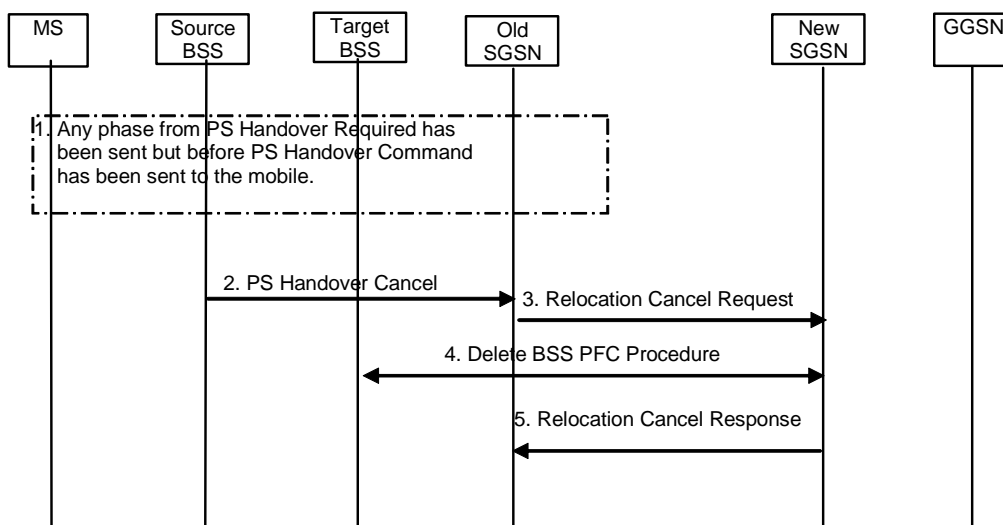 MS
Source
BSS
Target
BSS
Old
SGSN
New
SGSN
GGSN
1. Any phase from PS Handover Required has
been sent but before PS Handover Command
has been sent to the mobile.
2. PS Handover Cancel
3. Relocation Cancel Request
4. Delete BSS PFC Procedure
5. Relocation Cancel Response